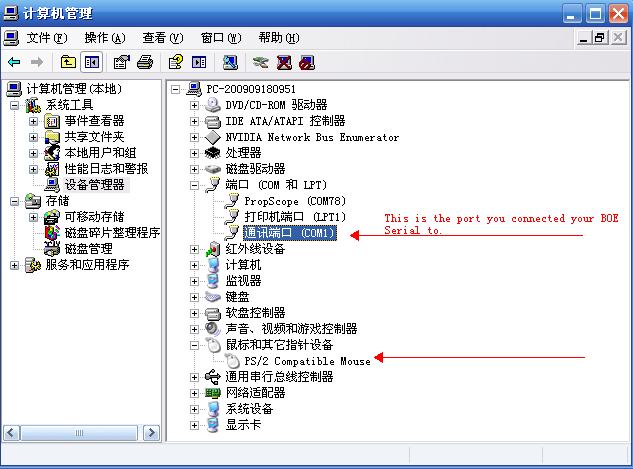 计算机管理
文件(F) 操作(A) 查看(V) 窗口(W) 帮助(H)
计算机管理(本地)
系统工具
事件查看器
共享文件夹
本地用户和组
性能日志和警报
设备管理器
存储
可移动存储
磁盘碎片整理程序
磁盘管理
服务和应用程序
PC-200909180951
DVD/CD-ROM 驱动器
IDE ATA/ATAPI 控制器
NVIDIA Network Bus Enumerator
处理器
磁盘驱动器
端口 (COM 和 LPT)
PropScope (COM78)
打印机端口 (LPT1)
通讯端口 (COM1)
This is the port you connected your BOE
Serial to.
红外线设备
计算机
监视器
键盘
软盘控制器
声音、视频和游戏控制器
鼠标和其它指针设备
PS/2 Compatible Mouse
通用串行总线控制器
网络适配器
系统设备
显示卡